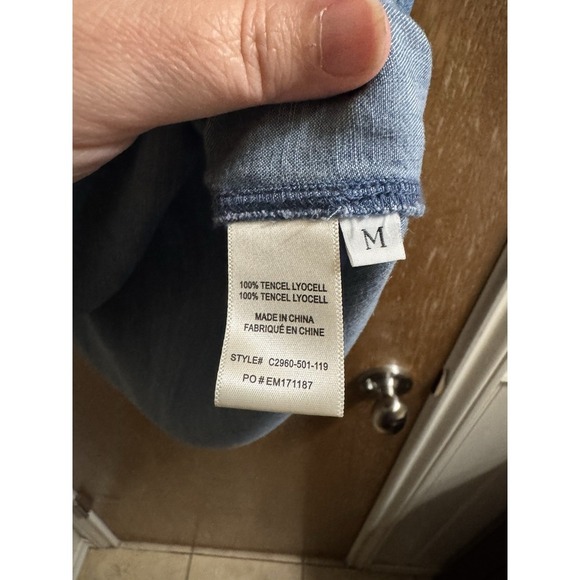 M
100% TENCEL LYOCELL
100% TENCEL LYOCELL
MADE IN CHINA
FABRIQUÉ EN CHINE
STYLE# C2960-501-119
PO # EM171187